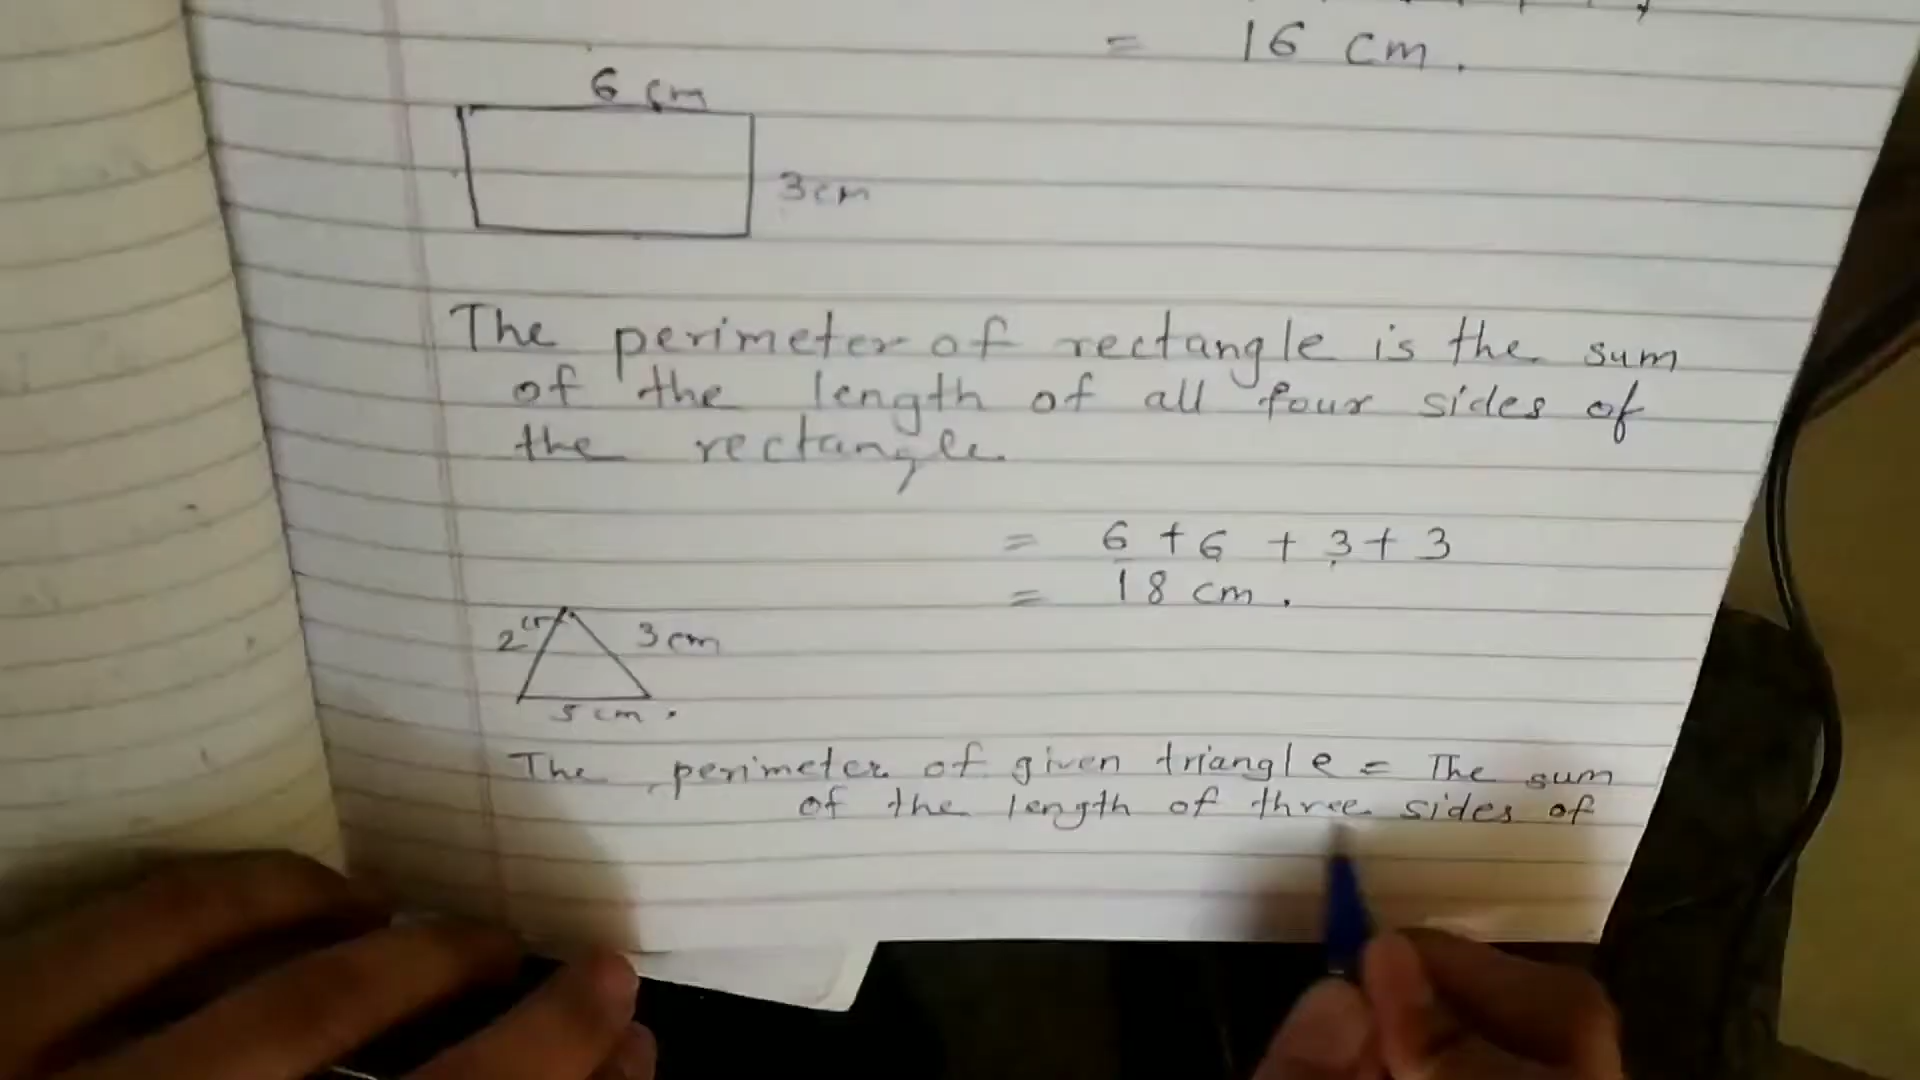 = 16 cm.
6 cm
3cm
The perimeter of rectangle is the sum
of the length of all four sides of
the rectangle
= 6 + 6 + 3 + 3
= 18 cm.
2cm 3cm
5 cm.
The perimeter of given triangle = The sum
of the length of three sides of